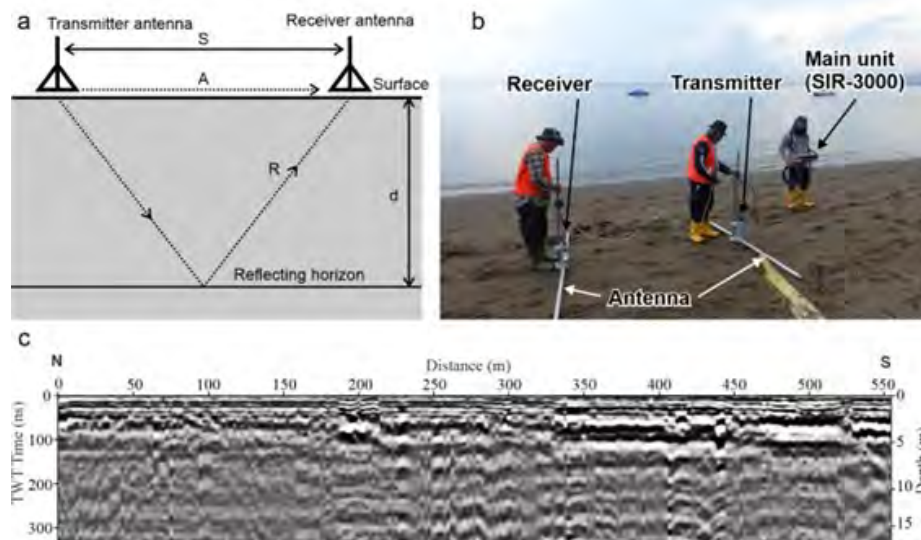 a
Transmitter antenna
Receiver antenna
S
A
Surface
R
d
Reflecting horizon
b
Receiver
Transmitter
Main unit
(SIR-3000)
Antenna
c
N
Distance (m)
S
0 50 100 150 200 250 300 350 400 450 500 550
TWT Time (ns)
0
100
200
300
Depth (m)
0
5
10
15